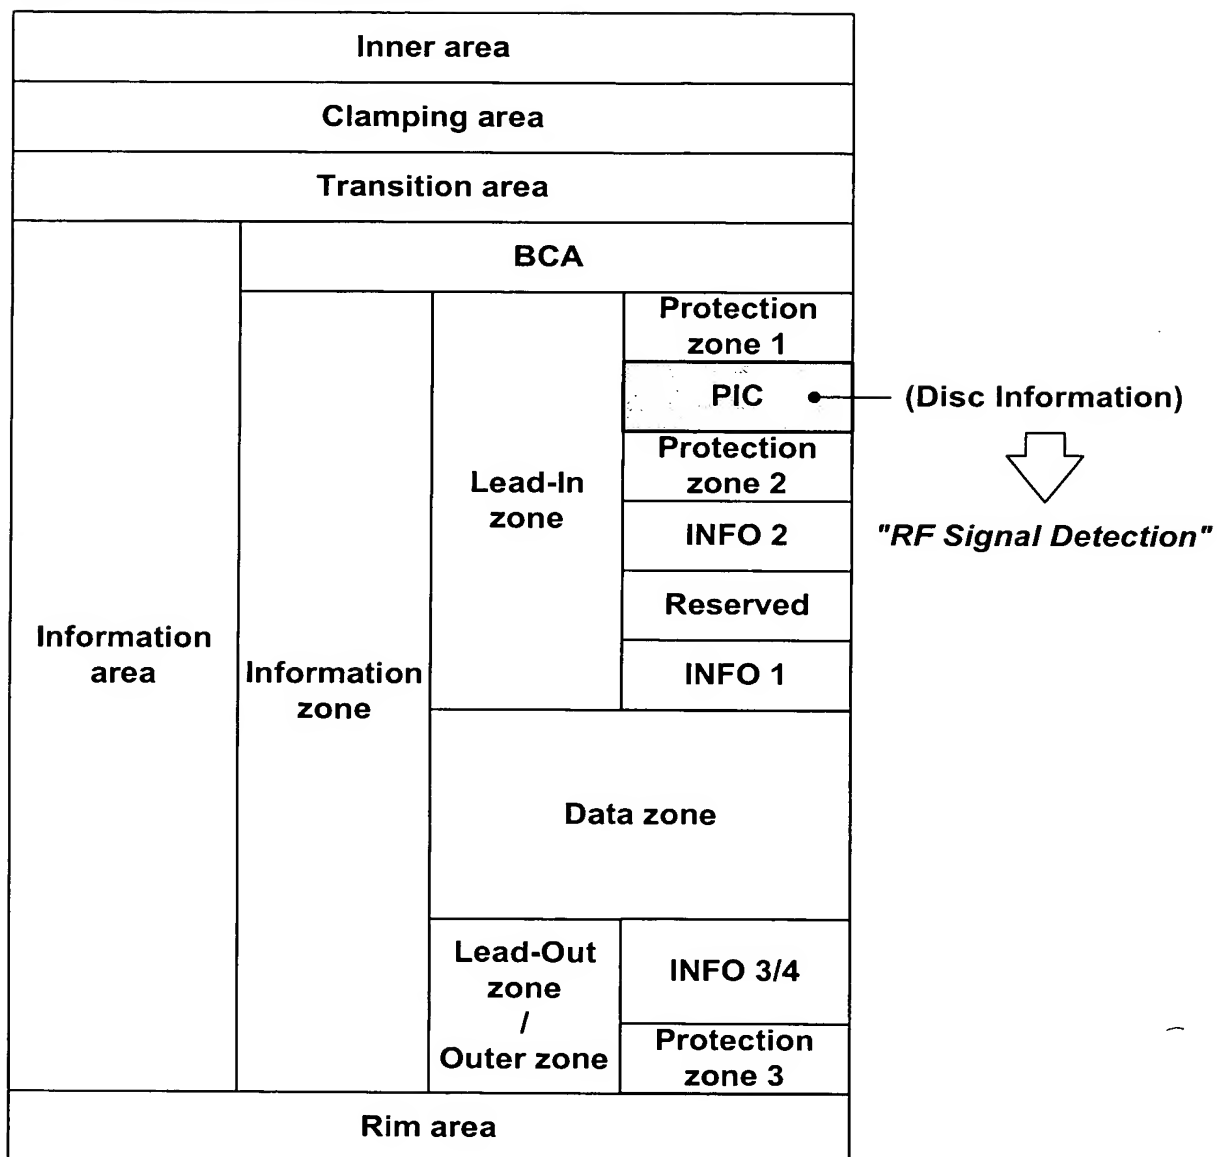 Inner area
Clamping area
Transition area
BCA
Protection
zone 1
PIC
(Disc Information)
Protection
zone 2
"RF Signal Detection"
Lead-In
zone
INFO 2
Reserved
Information
area
Information
zone
INFO 1
Data zone
Lead-Out
zone
/
Outer zone
INFO 3/4
Protection
zone 3
Rim area